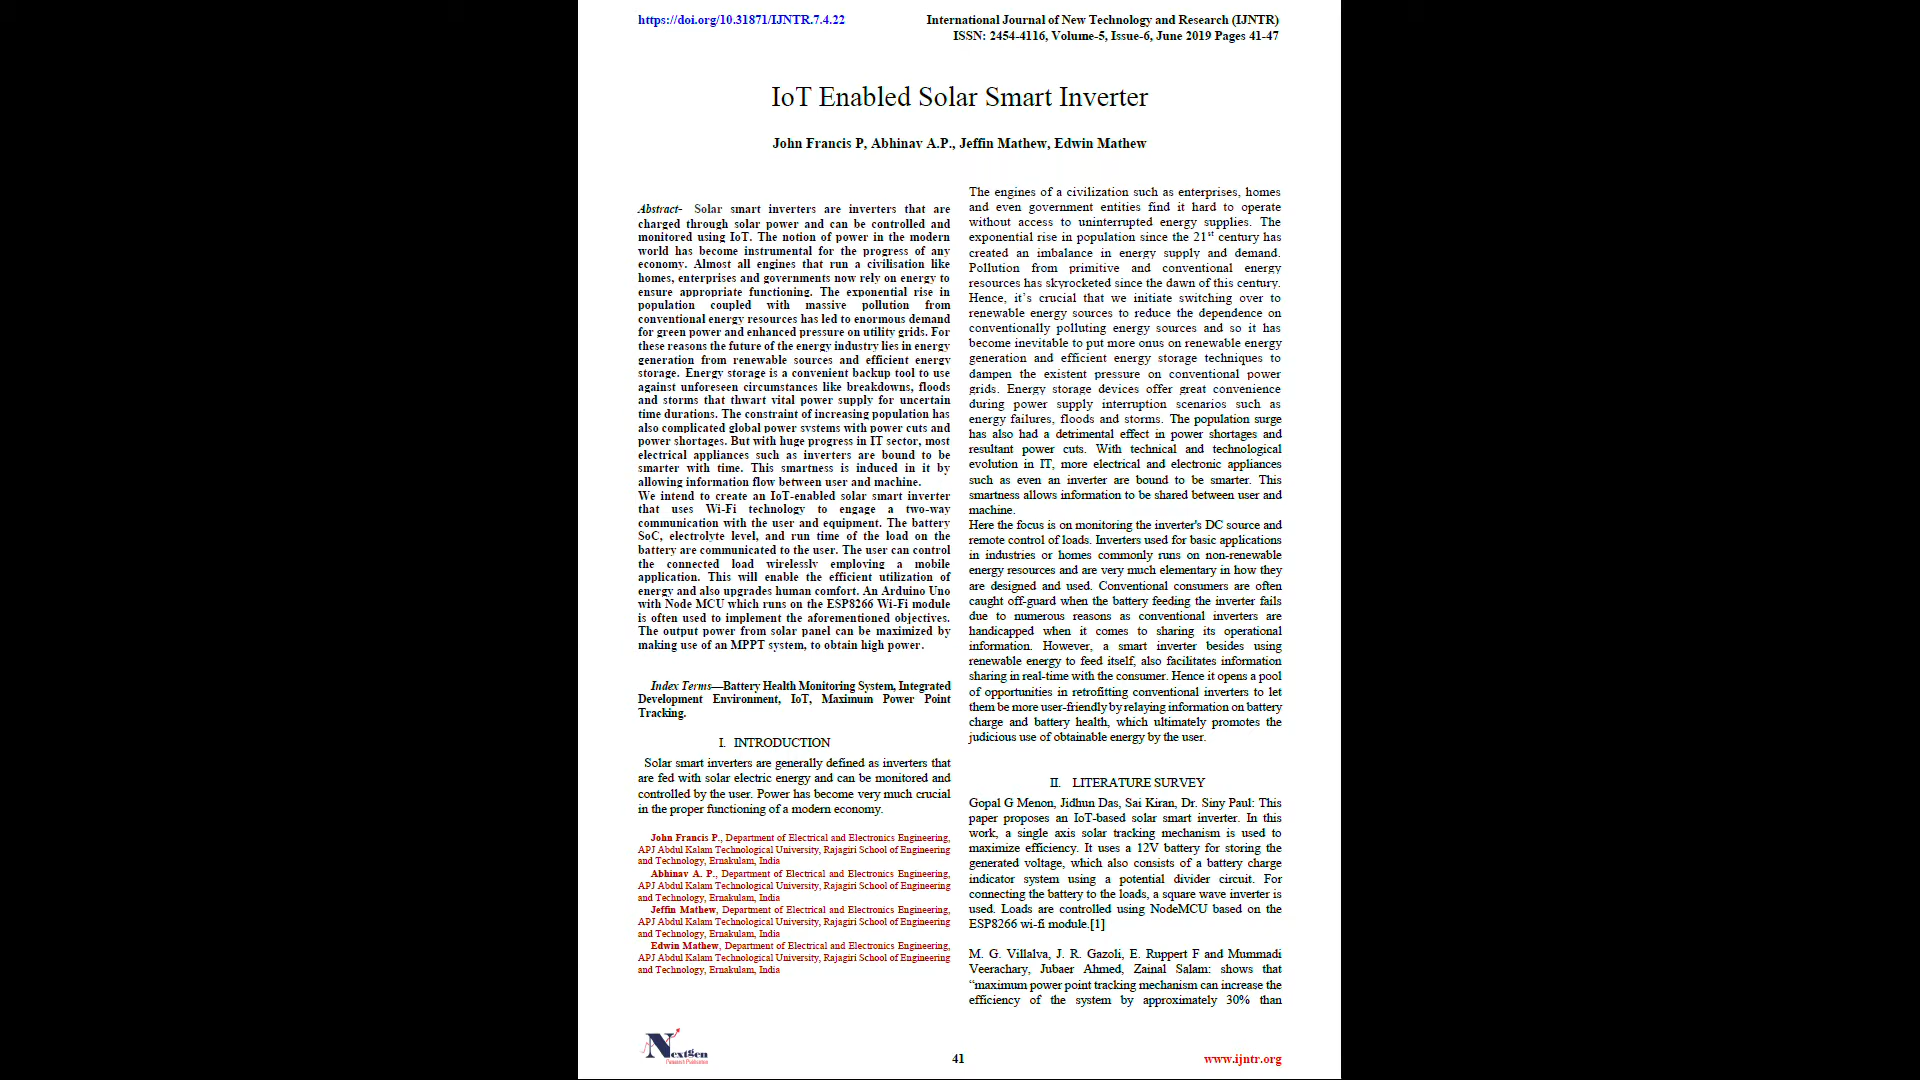 https://doi.org/10.31871/IJNTR.7.4.22
International Journal of New Technology and Research (IJNTR)
ISSN: 2454-4116, Volume-5, Issue-6, June 2019 Pages 41-47
IoT Enabled Solar Smart Inverter
John Francis P, Abhinav A.P., Jeffin Mathew, Edwin Mathew
Abstract- Solar smart inverters are inverters that are
charged through solar power and can be controlled and
monitored using IoT. The notion of power in the modern
world has become instrumental for the progress of any
economy. Almost all engines that run a civilisation like
homes, enterprises and governments now rely on energy to
ensure appropriate functioning. The exponential rise in
population coupled with massive pollution from
conventional energy resources has led to enormous demand
for green power and enhanced pressure on utility grids. For
these reasons the future of the energy industry lies in energy
generation from renewable sources and efficient energy
storage. Energy storage is a convenient backup tool to use
against unforeseen circumstances like breakdowns, floods
and storms that thwart vital power supply for uncertain
time durations. The constraint of increasing population has
also complicated global power systems with power cuts and
power shortages. But with huge progress in IT sector, most
electrical appliances such as inverters are bound to be
smarter with time. This smartness is induced in it by
allowing information flow between user and machine.
We intend to create an IoT-enabled solar smart inverter
that uses Wi-Fi technology to engage a two-way
communication with the user and equipment. The battery
SoC, electrolyte level, and run time of the load on the
battery are communicated to the user. The user can control
the connected load wirelessly employing a mobile
application. This will enable the efficient utilization of
energy and also upgrades human comfort. An Arduino Uno
with Node MCU which runs on the ESP8266 Wi-Fi module
is often used to implement the aforementioned objectives.
The output power from solar panel can be maximized by
making use of an MPPT system, to obtain high power.
Index Terms—Battery Health Monitoring System, Integrated
Development Environment, IoT, Maximum Power Point
Tracking.
I. INTRODUCTION
Solar smart inverters are generally defined as inverters that
are fed with solar electric energy and can be monitored and
controlled by the user. Power has become very much crucial
in the proper functioning of a modern economy.
John Francis P., Department of Electrical and Electronics Engineering,
APJ Abdul Kalam Technological University, Rajagiri School of Engineering
and Technology, Ernakulam, India
Abhinav A. P., Department of Electrical and Electronics Engineering,
APJ Abdul Kalam Technological University, Rajagiri School of Engineering
and Technology, Ernakulam, India
Jeffin Mathew, Department of Electrical and Electronics Engineering,
APJ Abdul Kalam Technological University, Rajagiri School of Engineering
and Technology, Ernakulam, India
Edwin Mathew, Department of Electrical and Electronics Engineering,
APJ Abdul Kalam Technological University, Rajagiri School of Engineering
and Technology, Ernakulam, India
The engines of a civilization such as enterprises, homes
and even government entities find it hard to operate
without access to uninterrupted energy supplies. The
exponential rise in population since the 21st century has
created an imbalance in energy supply and demand.
Pollution from primitive and conventional energy
resources has skyrocketed since the dawn of this century.
Hence, it's crucial that we initiate switching over to
renewable energy sources to reduce the dependence on
conventionally polluting energy sources and so it has
become inevitable to put more onus on renewable energy
generation and efficient energy storage techniques to
dampen the existent pressure on conventional power
grids. Energy storage devices offer great convenience
during power supply interruption scenarios such as
energy failures, floods and storms. The population surge
has also had a detrimental effect in power shortages and
resultant power cuts. With technical and technological
evolution in IT, more electrical and electronic appliances
such as even an inverter are bound to be smarter. This
smartness allows information to be shared between user and
machine.
Here the focus is on monitoring the inverter's DC source and
remote control of loads. Inverters used for basic applications
in industries or homes commonly runs on non-renewable
energy resources and are very much elementary in how they
are designed and used. Conventional consumers are often
caught off-guard when the battery feeding the inverter fails
due to numerous reasons as conventional inverters are
handicapped when it comes to sharing its operational
information. However, a smart inverter besides using
renewable energy to feed itself, also facilitates information
sharing in real-time with the consumer. Hence it opens a pool
of opportunities in retrofitting conventional inverters to let
them be more user-friendly by relaying information on battery
charge and battery health, which ultimately promotes the
judicious use of obtainable energy by the user.
II. LITERATURE SURVEY
Gopal G Menon, Jidhun Das, Sai Kiran, Dr. Siny Paul: This
paper proposes an IoT-based solar smart inverter. In this
work, a single axis solar tracking mechanism is used to
maximize efficiency. It uses a 12V battery for storing the
generated voltage, which also consists of a battery charge
indicator system using a potential divider circuit. For
connecting the battery to the loads, a square wave inverter is
used. Loads are controlled using NodeMCU based on the
ESP8266 wi-fi module.[1]
M. G. Villalva, J. R. Gazoli, E. Ruppert F and Mummadi
Veerachary, Jubaer Ahmed, Zainal Salam: shows that
“maximum power point tracking mechanism can increase the
efficiency of the system by approximately 30% than
Nextgen
41
www.ijntr.org